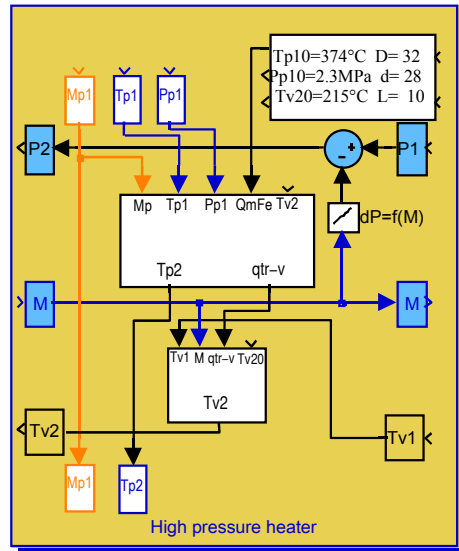 Tp10=374°C D= 32
Pp10=2.3MPa d= 28
Tv20=215°C L= 10
Mp1
Tp1
Pp1
P2
- +
P1
Mp Tp1 Pp1 QmFe Tv2
dP=f(M)
Tp2 qtr-v
M
M
Tv1 M qtr-v Tv20
Tv2
Tv2
Tv1
Mp1
Tp2
High pressure heater